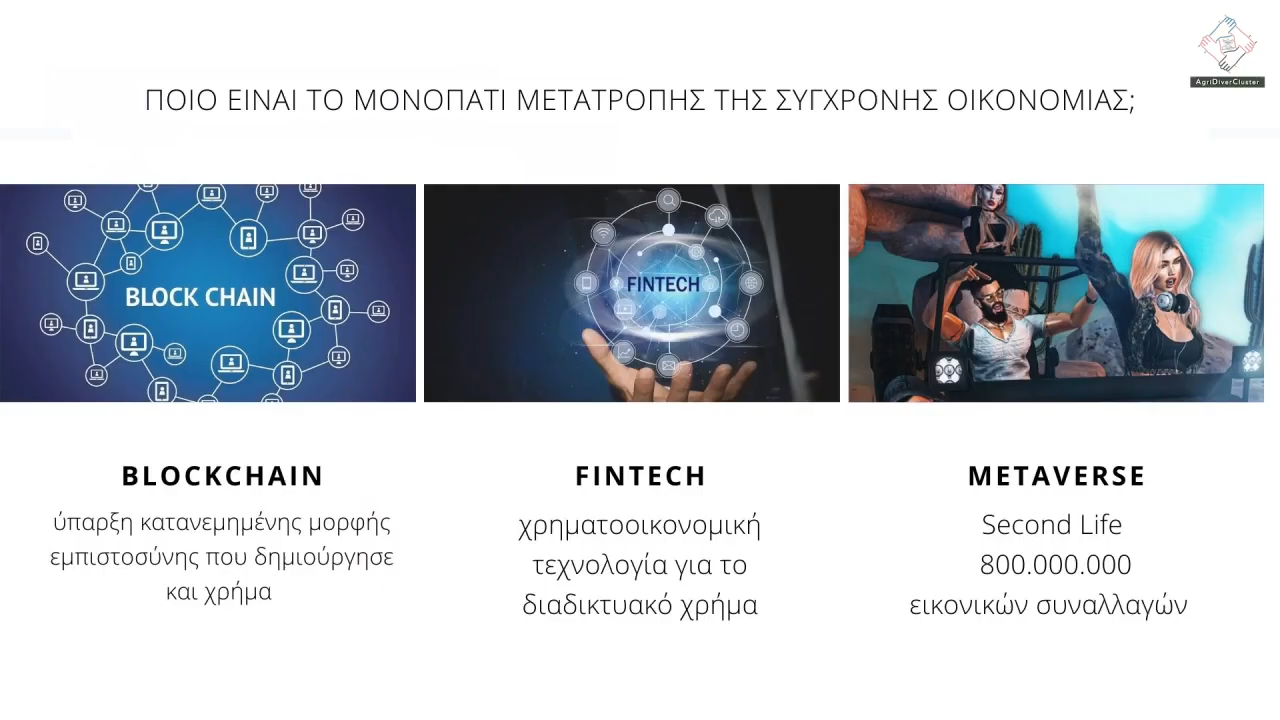 AgriDiverCluster
ΠΟΙΟ ΕΙΝΑΙ ΤΟ ΜΟΝΟΠΑΤΙ ΜΕΤΑΤΡΟΠΗΣ ΤΗΣ ΣΥΓΧΡΟΝΗΣ ΟΙΚΟΝΟΜΙΑΣ;
BLOCK CHAIN
FINTECH
BLOCKCHAIN
ύπαρξη κατανεμημένης μορφής
εμπιστοσύνης που δημιούργησε
και χρήμα
FINTECH
χρηματοοικονομική
τεχνολογία για το
διαδικτυακό χρήμα
METAVERSE
Second Life
800.000.000
εικονικών συναλλαγών